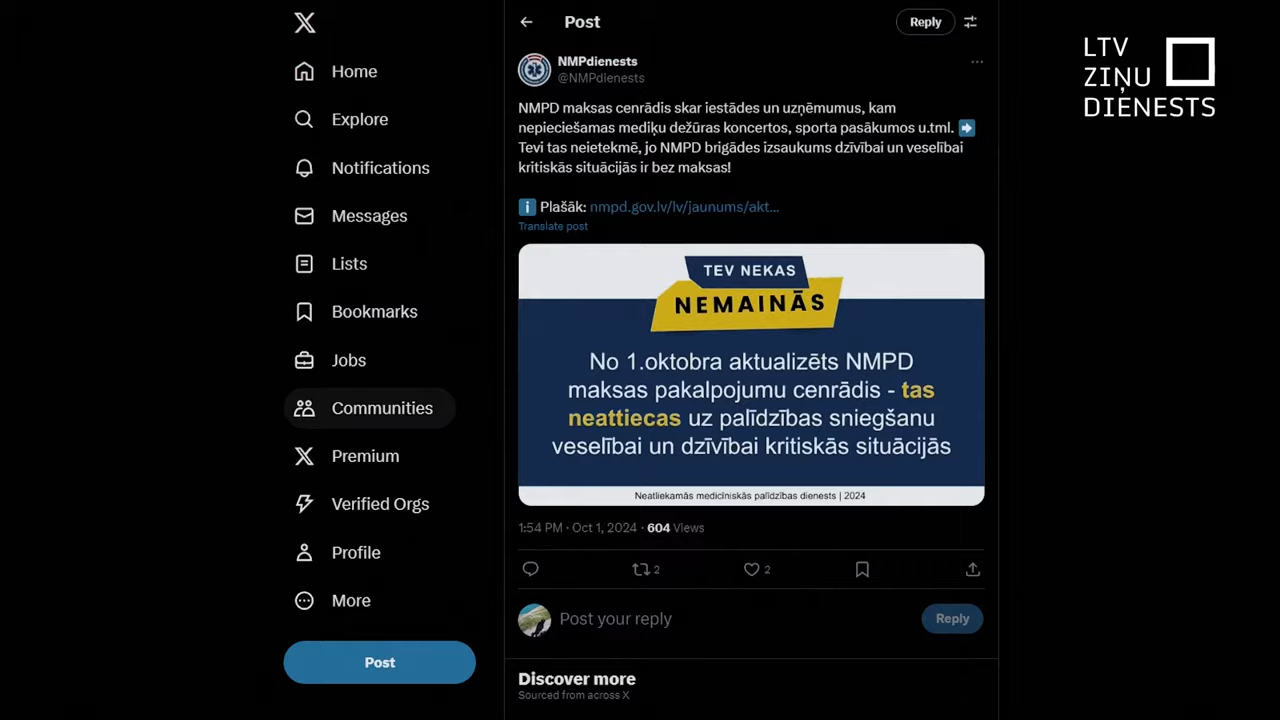 Home
Explore
Notifications
Messages
Lists
Bookmarks
Jobs
Communities
Premium
Verified Orgs
Profile
More
Post
Post
Reply
NMPdienests
@NMPdienests
NMPD maksas cenrādis skar iestādes un uzņēmumus, kam
nepieciešamas mediķu dežūras koncertos, sporta pasākumos u.tml. ➡️
Tevi tas neietekmē, jo NMPD brigādes izsaukums dzīvībai un veselībai
kritiskās situācijās ir bez maksas!
ℹ️ Plašāk: nmpd.gov.lv/lv/jaunums/akt…
Translate post
TEV NEKAS
NEMAINĀS
No 1.oktobra aktualizēts NMPD
maksas pakalpojumu cenrādis - tas
neattiecas uz palīdzības sniegšanu
veselībai un dzīvībai kritiskās situācijās
Neatliekamās medicīniskās palīdzības dienests | 2024
1:54 PM · Oct 1, 2024 · 604 Views
2
2
Post your reply
Reply
Discover more
Sourced from across X
LTV
ZIŅU
DIENESTS